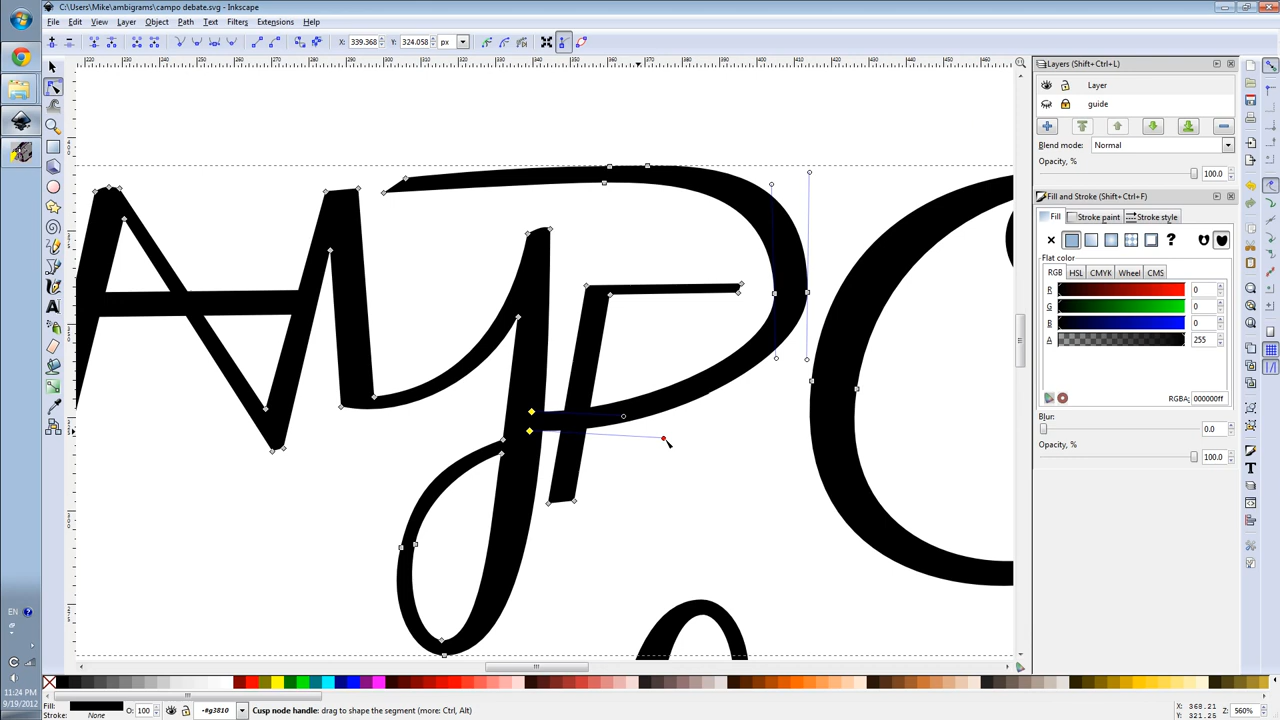 C:\Users\Mike\ambigrams\campo debate.svg - Inkscape
File Edit View Layer Object Path Text Filters Extensions Help
X: 339.368 Y: 324.058 px
Layers (Shift+Ctrl+L)
Layer
guide
Blend mode: Normal
Opacity, %
100.0
Fill and Stroke (Shift+Ctrl+F)
Fill Stroke paint Stroke style
?
Flat color
RGB HSL CMYK Wheel CMS
R 0
G 0
B 0
A 255
RGBA: 000000ff
Blur:
0.0
Opacity, %
100.0
EN
11:24 PM
9/19/2012
Fill:
Stroke: None
O: 100
-#g3810
Cusp node handle: drag to shape the segment (more: Ctrl, Alt)
X: 368.21
Y: 321.25
Z: 560%